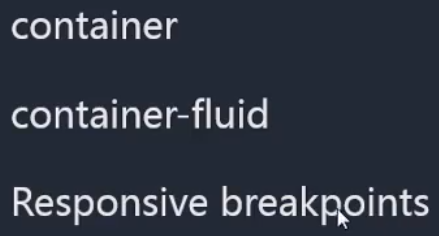 container
container-fluid
Responsive breakpoints